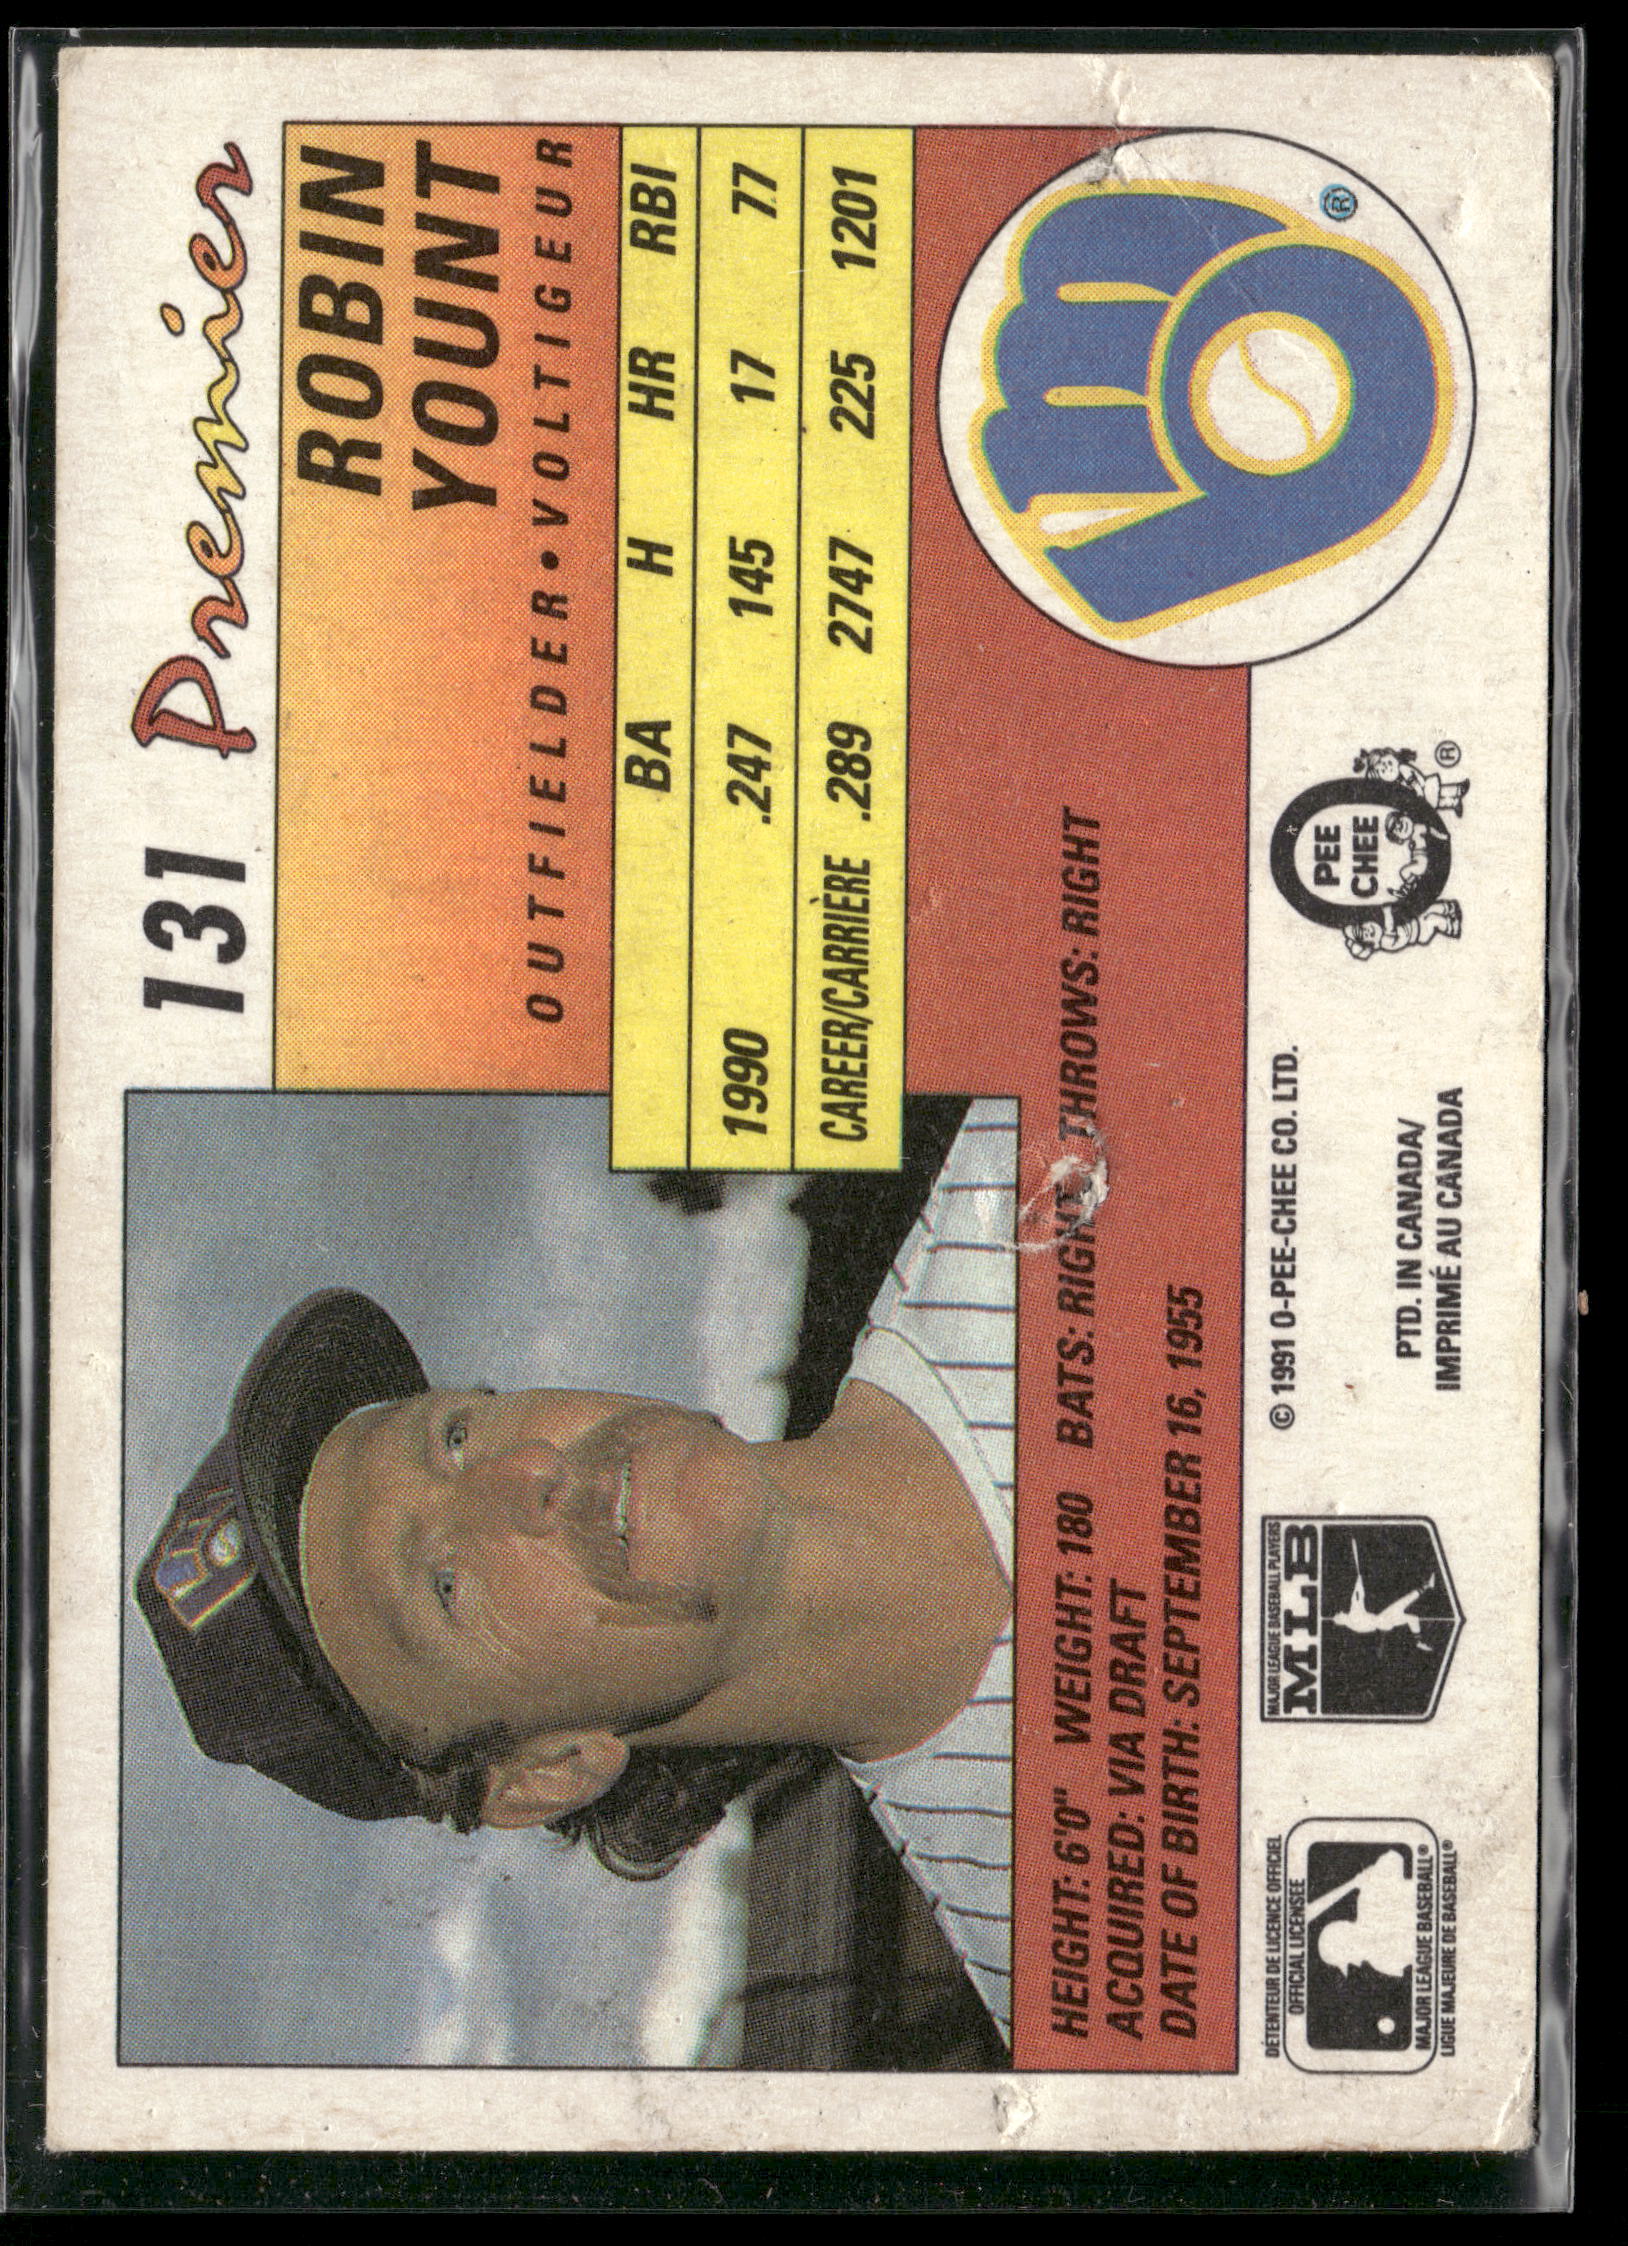 131 Premier
ROBIN
YOUNT
OUTFIELDER•VOLTIGEUR
BA H HR RBI
1990 .247 145 17 77
CAREER/CARRIÈRE .289 2747 225 1201
HEIGHT: 6'0" WEIGHT: 180 BATS: RIGHT THROWS: RIGHT
ACQUIRED: VIA DRAFT
DATE OF BIRTH: SEPTEMBER 16, 1955
®
DÉTENTEUR DE LICENCE OFFICIEL
OFFICIAL LICENSEE
MAJOR LEAGUE BASEBALL®
LIGUE MAJEURE DE BASEBALL®
MAJOR LEAGUE BASEBALL PLAYERS
MLB
© 1991 O-PEE-CHEE CO. LTD.
PTD. IN CANADA/
IMPRIMÉ AU CANADA
O
PEE
CHEE
®